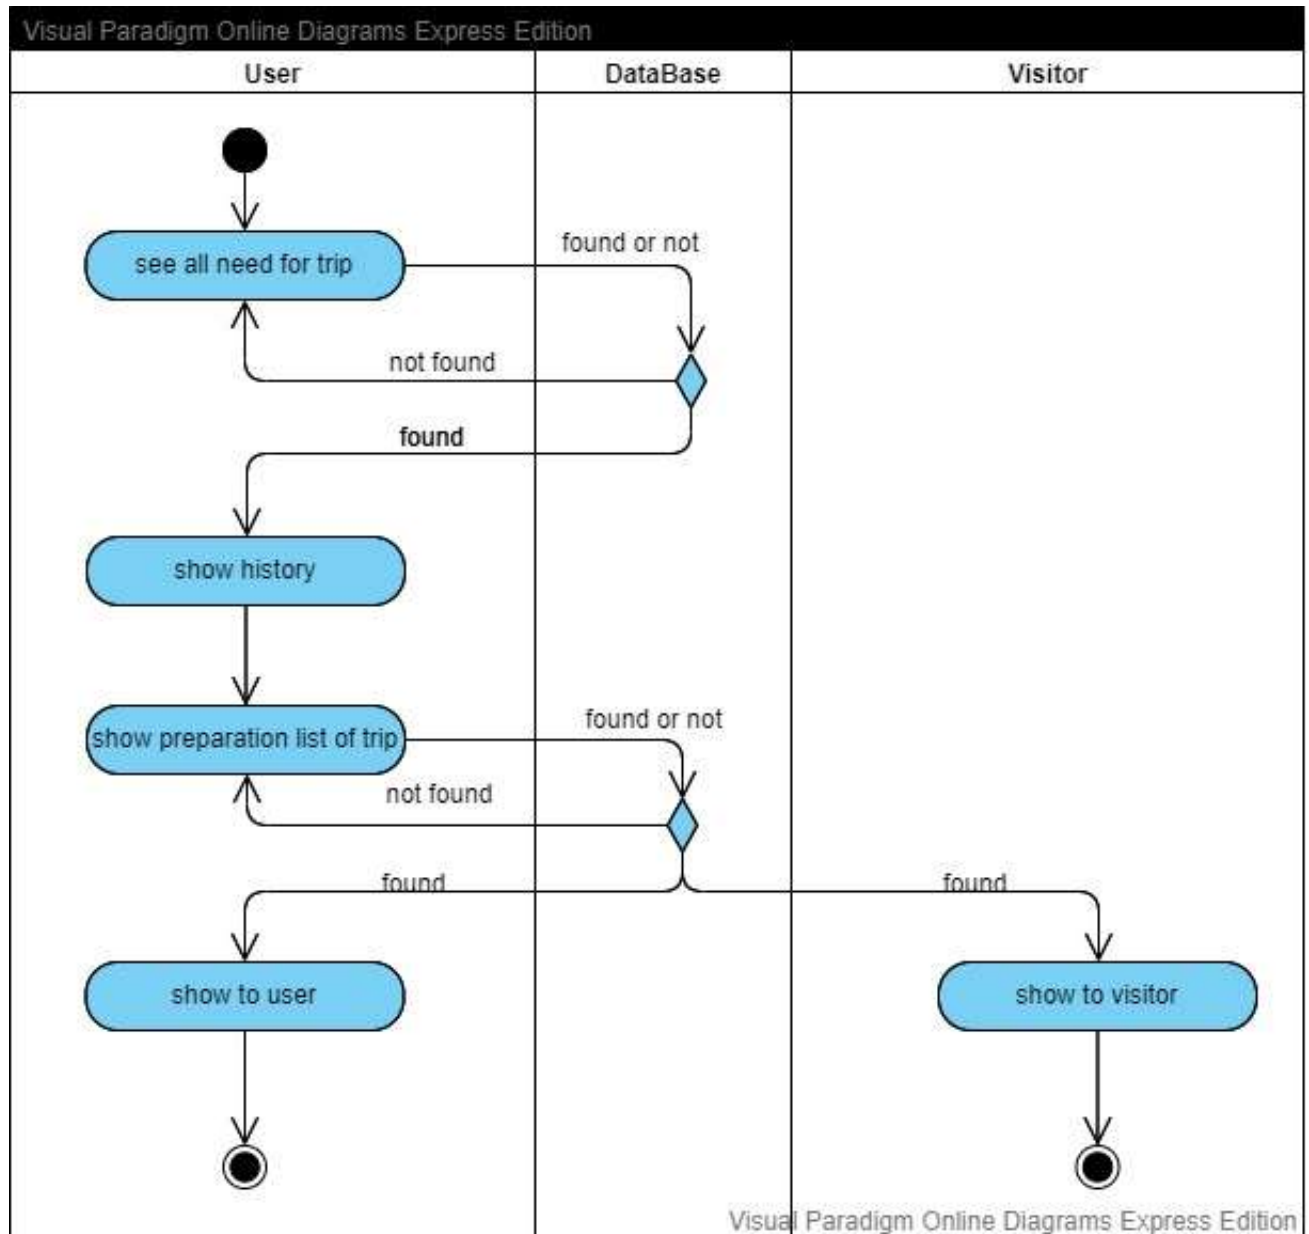 Visual Paradigm Online Diagrams Express Edition
User
DataBase
Visitor
see all need for trip
found or not
not found
found
show history
show preparation list of trip
found or not
not found
found
found
show to user
show to visitor
Visual Paradigm Online Diagrams Express Edition